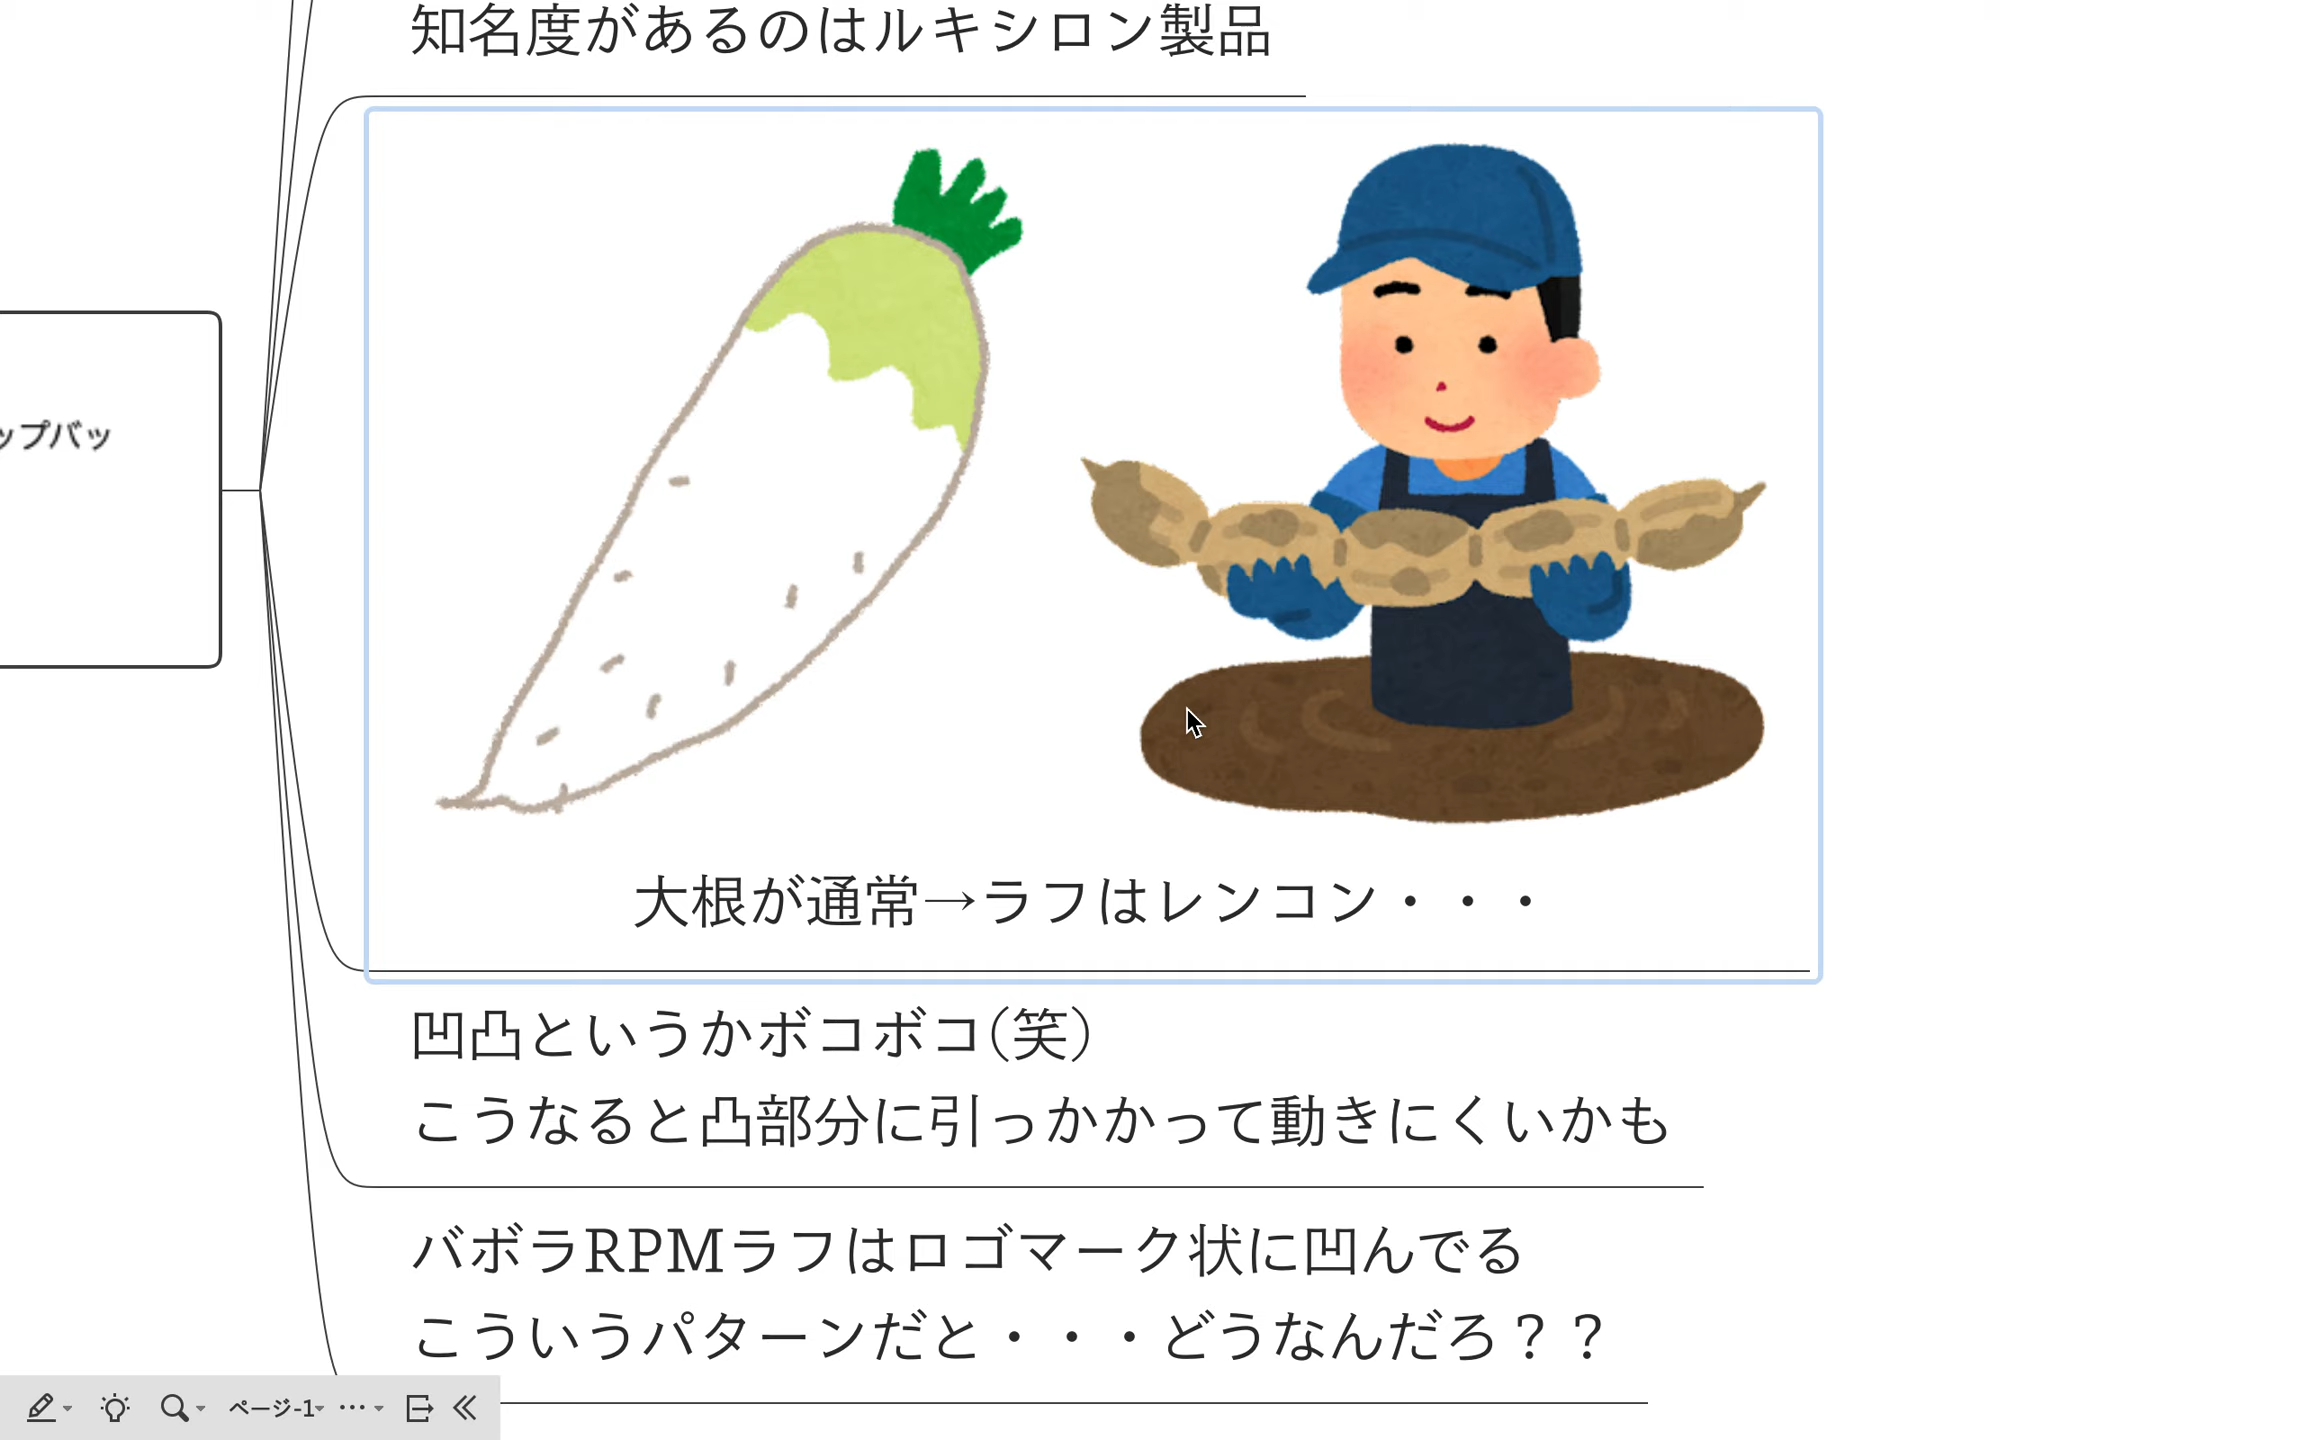 知名度があるのはルキシロン製品
ップバッ
大根が通常→ラフはレンコン・・・
凹凸というかボコボコ(笑)
こうなると凸部分に引っかかって動きにくいかも
バボラRPMラフはロゴマーク状に凹んでる
こういうパターンだと・・・どうなんだろ？？
ページ-1